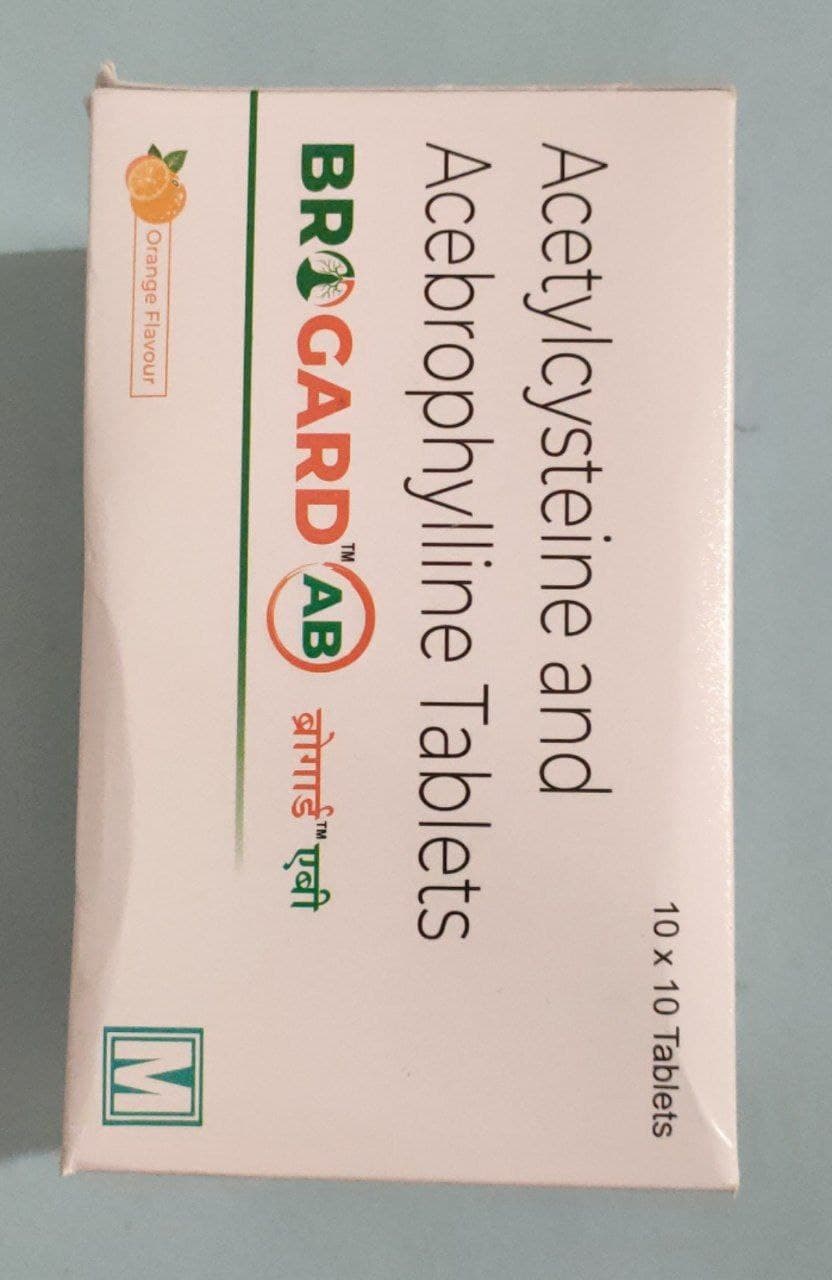 10 x 10 Tablets
Acetylcysteine and
Acebrophylline Tablets
BROGARD™ AB ब्रोगार्ड™ एबी
Orange Flavour
M